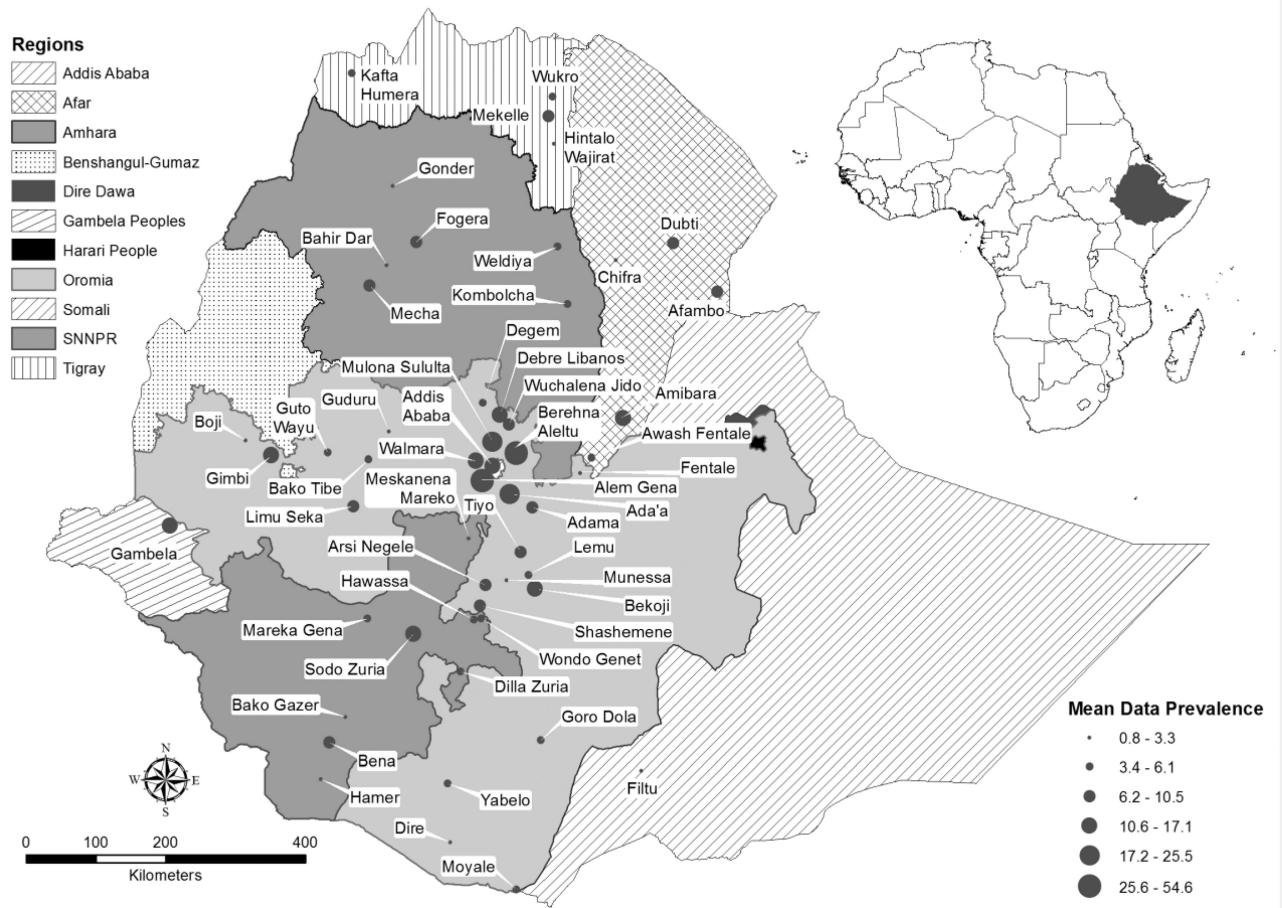 Regions
Addis Ababa
Afar
Amhara
Benshangul-Gumaz
Dire Dawa
Gambela Peoples
Harari People
Oromia
Somali
SNNPR
Tigray
Kafta
Humera
Wukro
Mekelle
Hintalo
Wajirat
Gonder
Fogera
Bahir Dar
Weldiya
Dubti
Chifra
Kombolcha
Afambo
Mecha
Degem
Debre Libanos
Mulona Sululta
Wuchalena Jido
Addis
Ababa
Amibara
Guduru
Berehna
Aleltu
Guto
Wayu
Boji
Awash Fentale
Walmara
Fentale
Gimbi
Bako Tibe
Meskanena
Mareko
Alem Gena
Tiyo
Ada'a
Limu Seka
Adama
Arsi Negele
Lemu
Gambela
Hawassa
Munessa
Bekoji
Mareka Gena
Shashemene
Wondo Genet
Sodo Zuria
Dilla Zuria
Bako Gazer
Goro Dola
Bena
Hamer
Yabelo
Filtu
Dire
Moyale
N
W E
S
0 100 200 400
Kilometers
Mean Data Prevalence
0.8 - 3.3
3.4 - 6.1
6.2 - 10.5
10.6 - 17.1
17.2 - 25.5
25.6 - 54.6